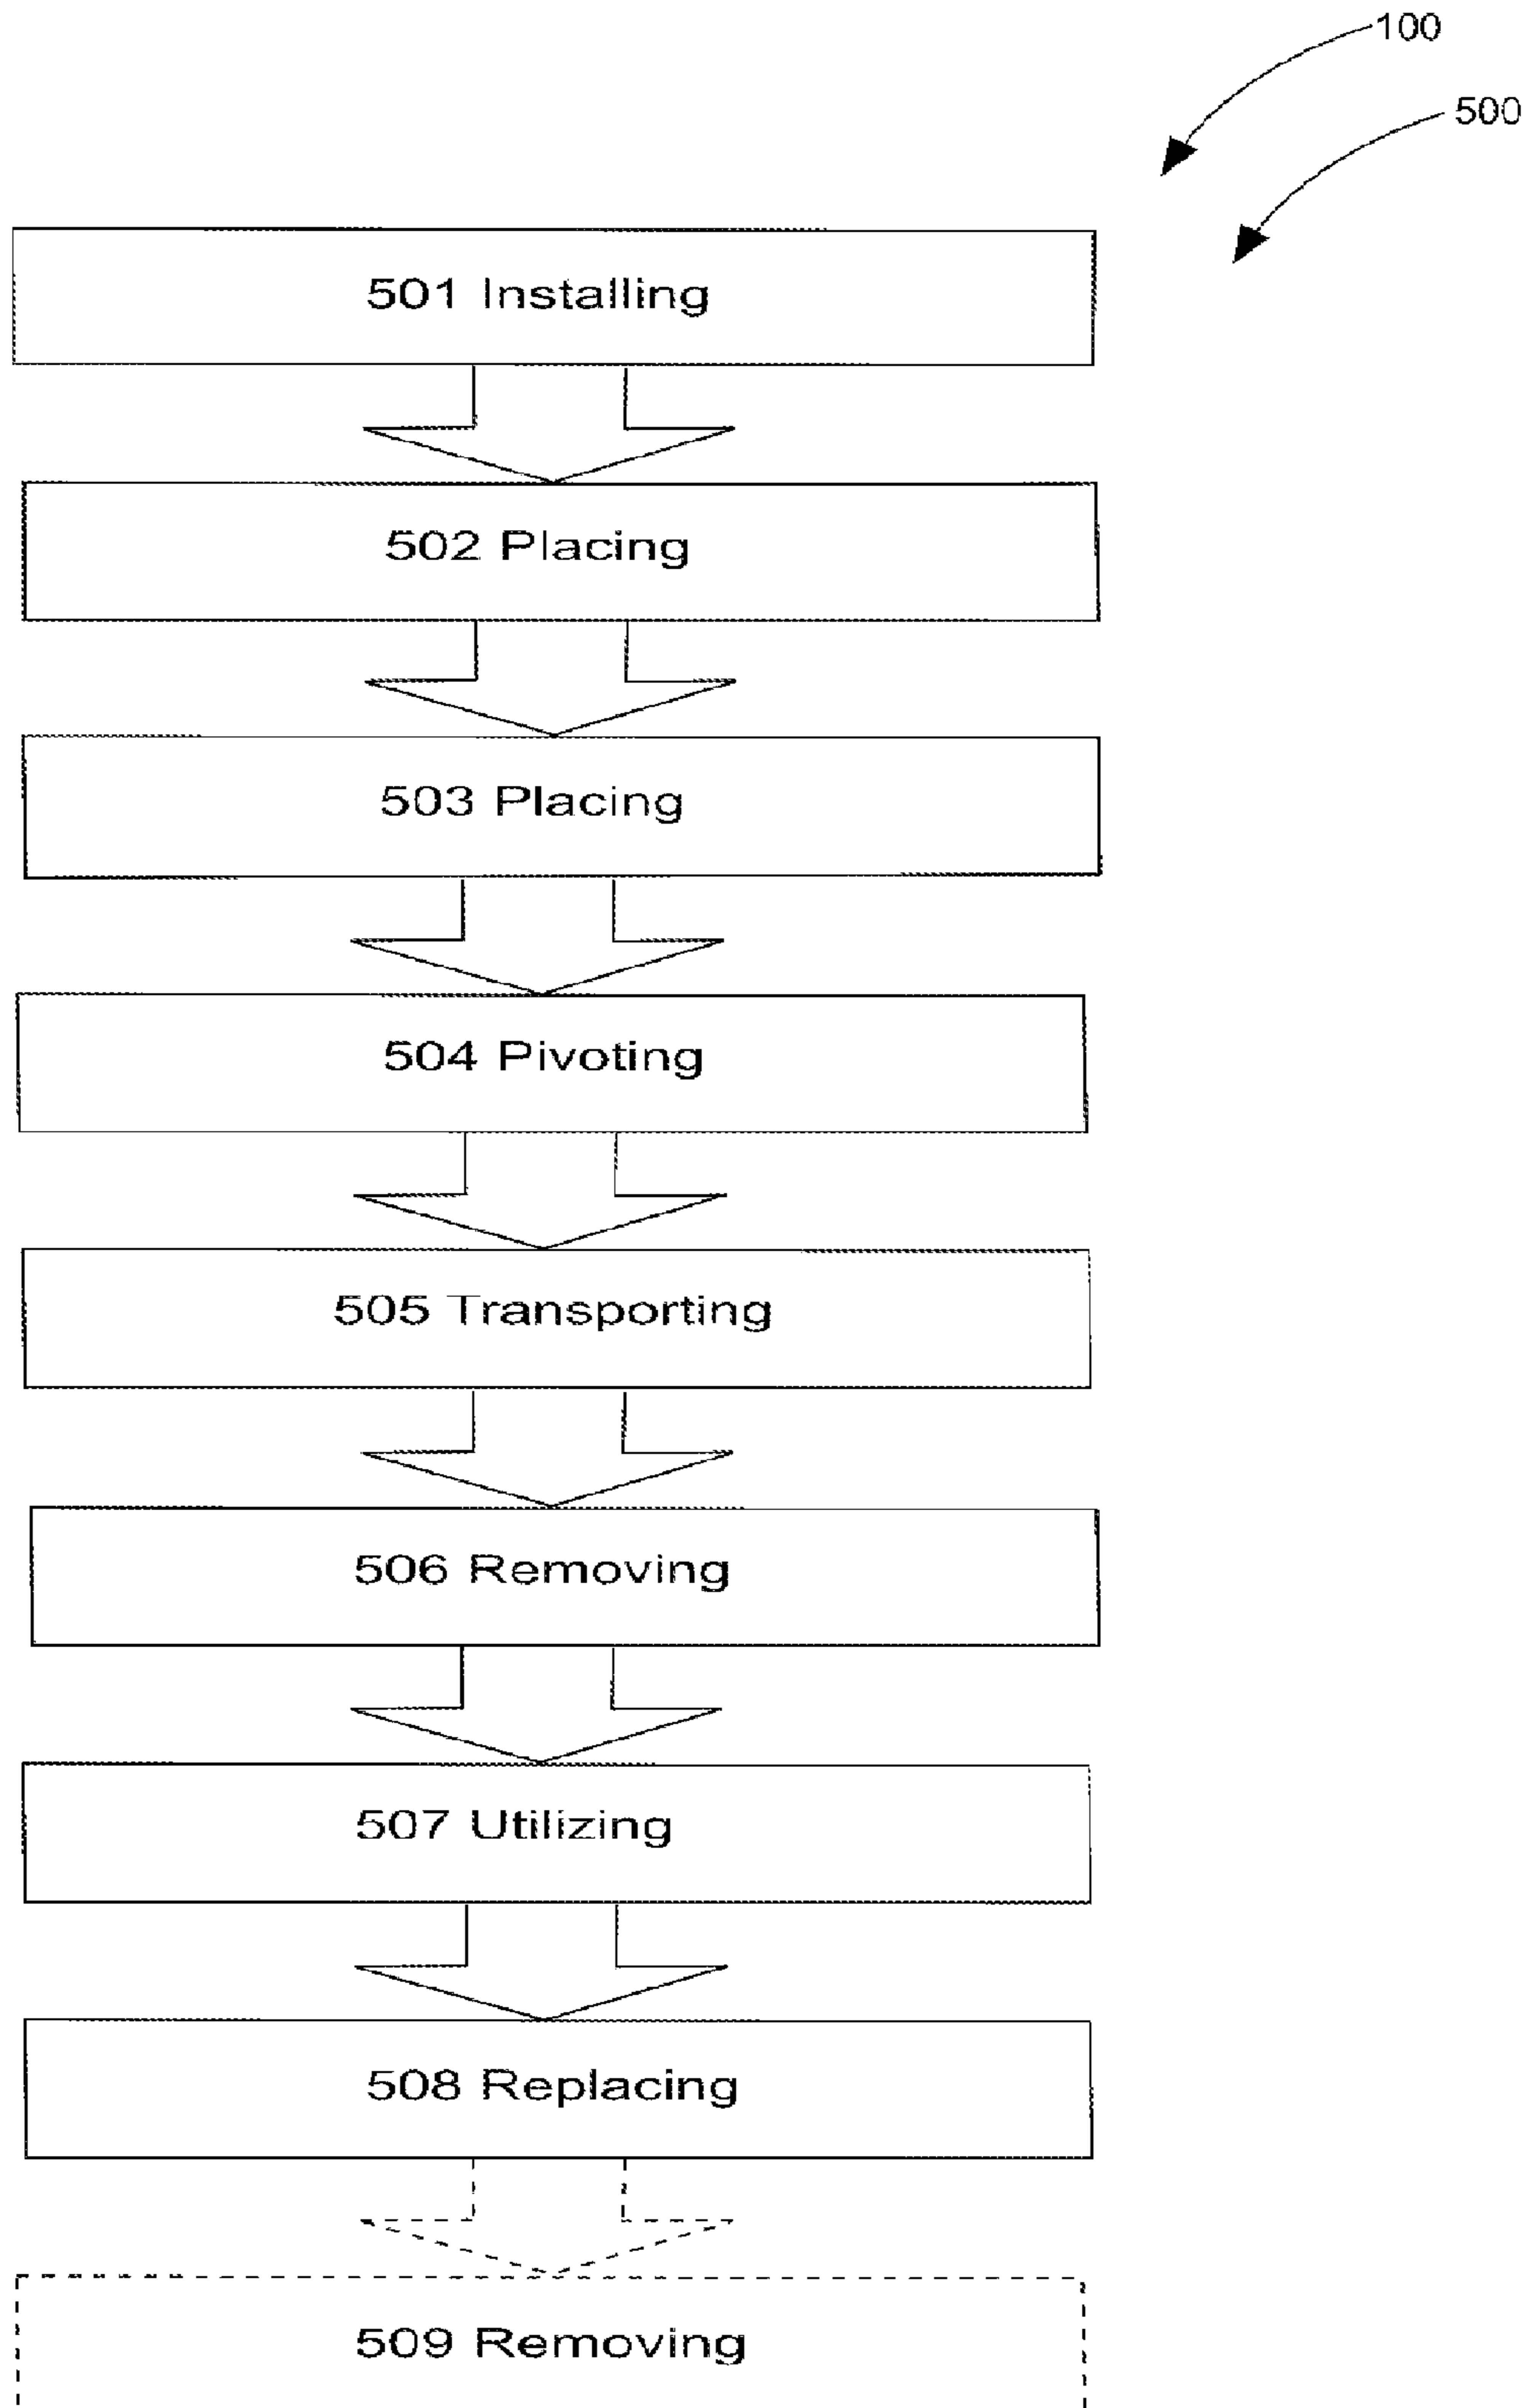 100
500
501 Installing
502 Placing
503 Placing
504 Pivoting
505 Transporting
506 Removing
507 Utilizing
508 Replacing
509 Removing